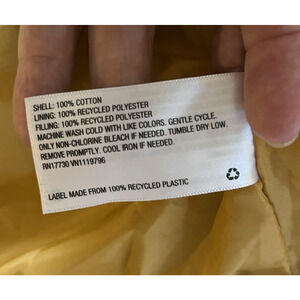 SHELL: 100% COTTON
LINING: 100% RECYCLED POLYESTER
FILLING: 100% RECYCLED POLYESTER
MACHINE WASH COLD WITH LIKE COLORS. GENTLE CYCLE.
ONLY NON-CHLORINE BLEACH IF NEEDED. TUMBLE DRY LOW.
REMOVE PROMPTLY. COOL IRON IF NEEDED.
RN17730 VN1119796
LABEL MADE FROM 100% RECYCLED PLASTIC